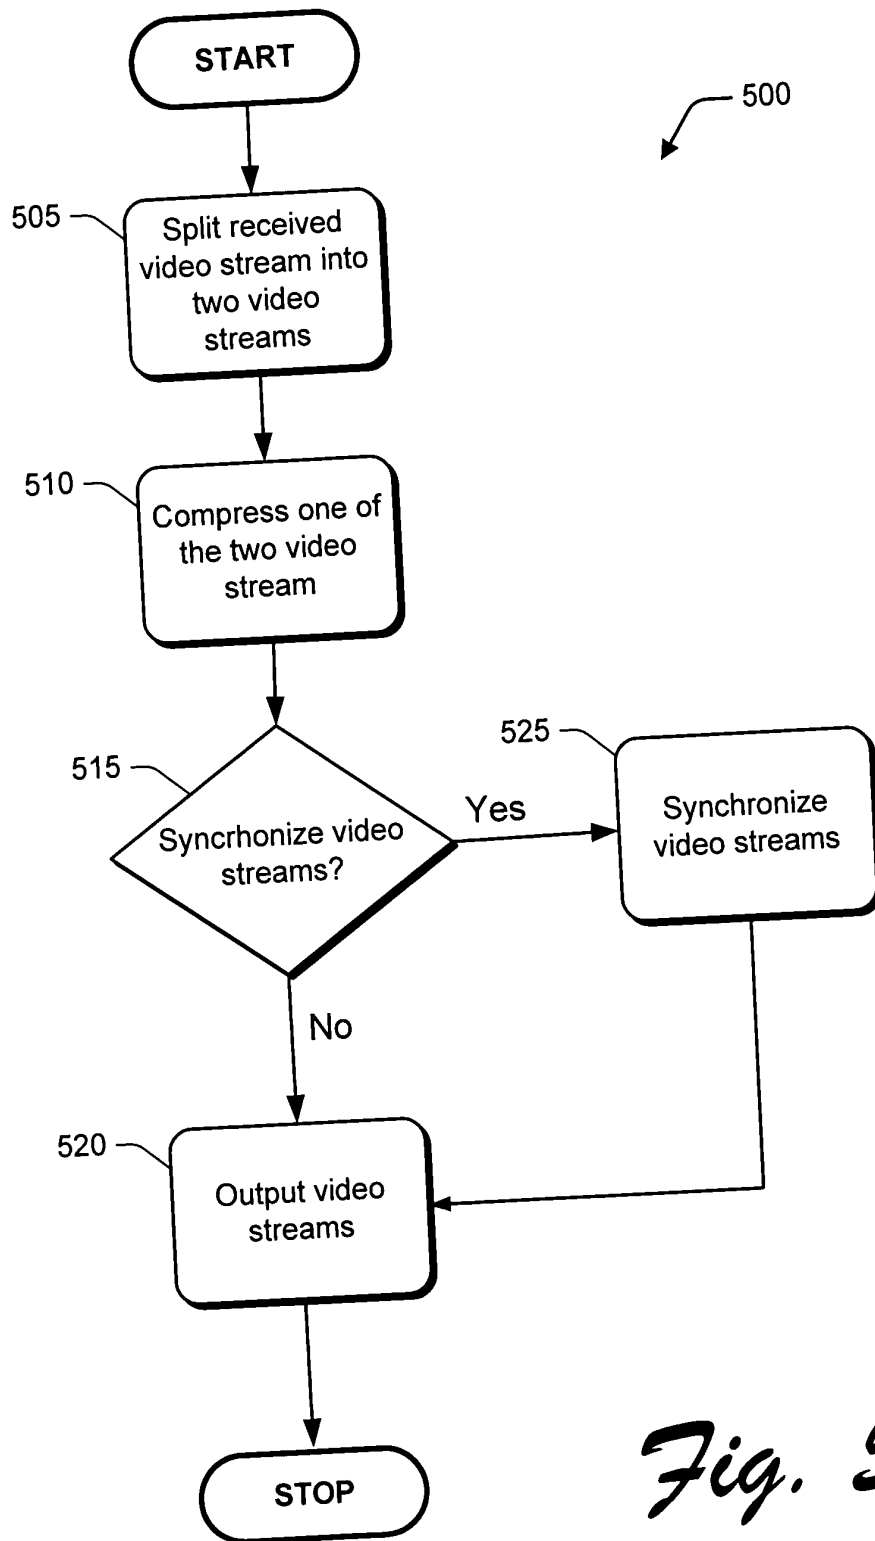 START
500
505
Split received
video stream into
two video
streams
510
Compress one of
the two video
stream
515
Syncrhonize video
streams?
Yes
525
Synchronize
video streams
No
520
Output video
streams
STOP
Fig.